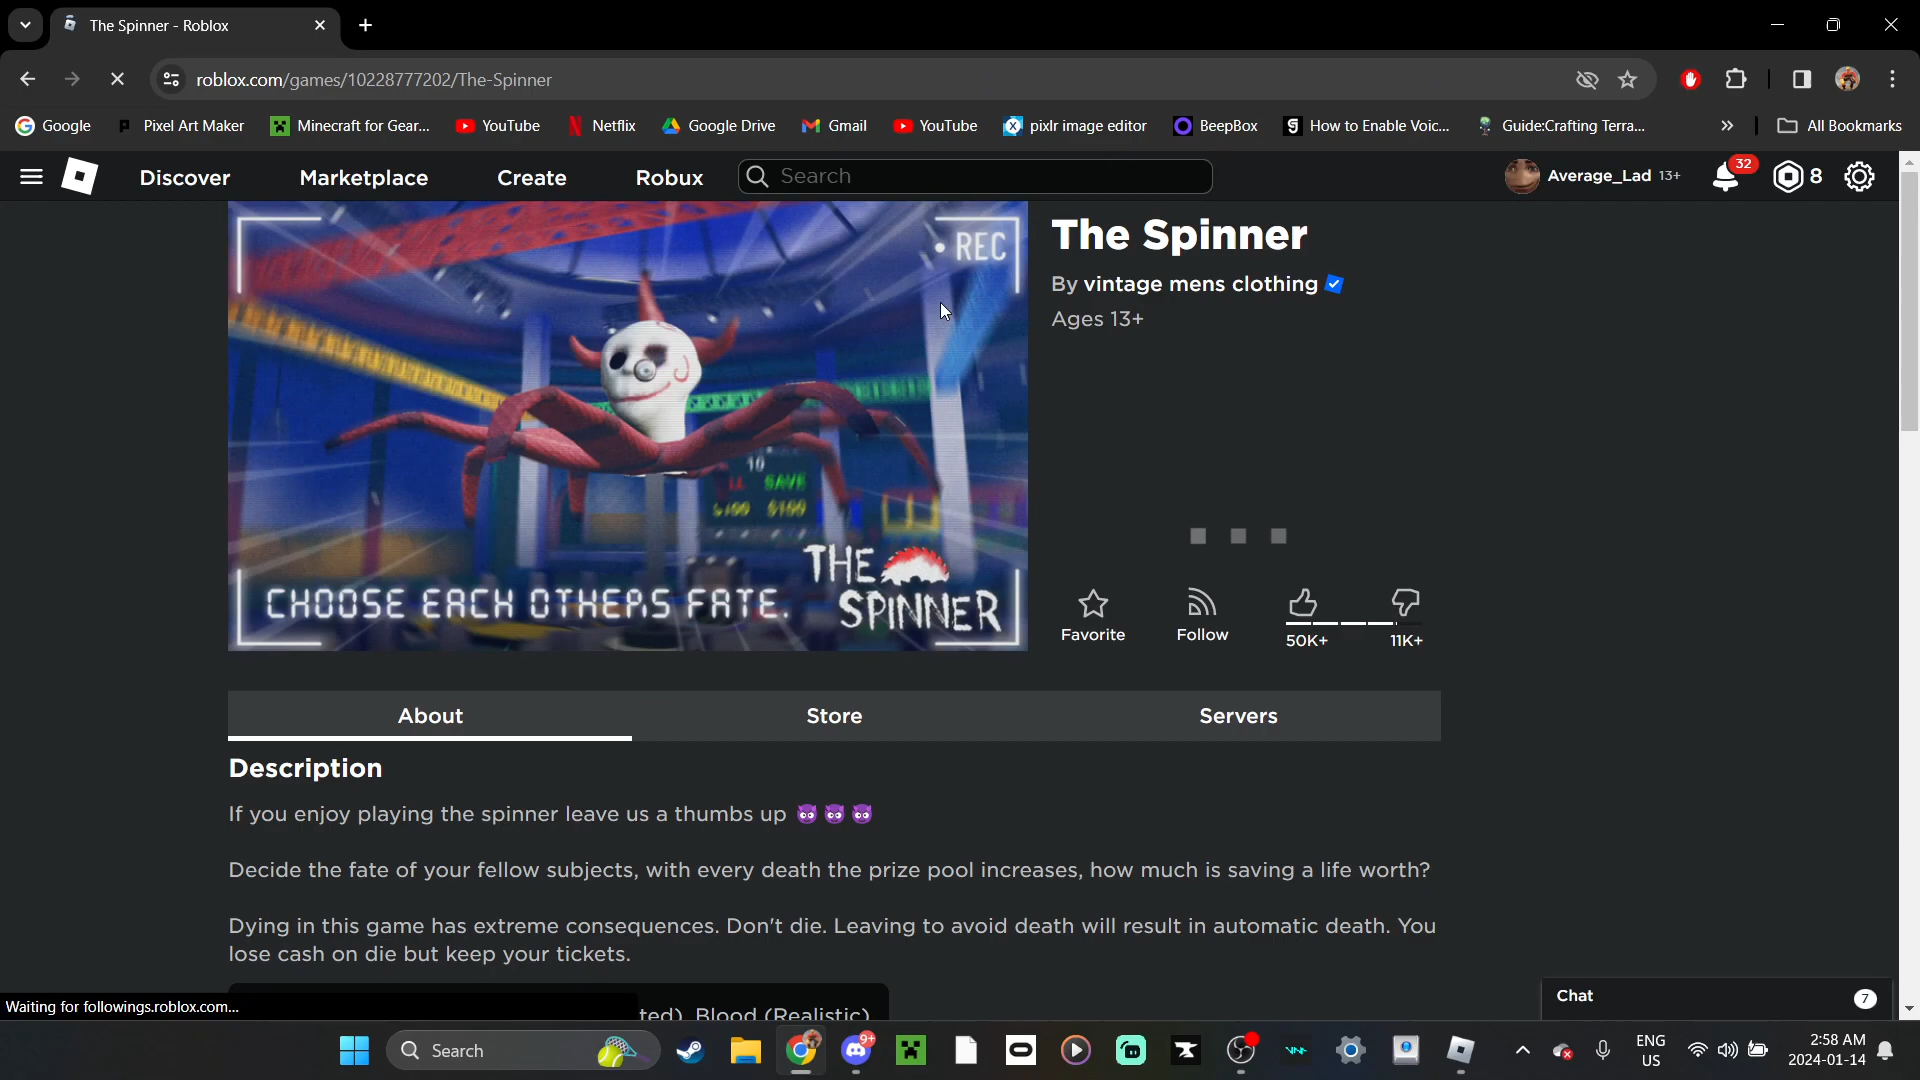 The Spinner - Roblox
roblox.com/games/10228777202/The-Spinner
Google
Pixel Art Maker
Minecraft for Gear...
YouTube
Netflix
Google Drive
Gmail
YouTube
pixlr image editor
BeepBox
How to Enable Voic...
Guide:Crafting Terra...
»
All Bookmarks
Discover
Marketplace
Create
Robux
Search
Average_Lad 13+
32
8
• REC
10
SAVE
$100
CHOOSE EACH OTHERS FATE.
THE
SPINNER
The Spinner
By vintage mens clothing
Ages 13+
Favorite
Follow
50K+
11K+
About
Store
Servers
Description
If you enjoy playing the spinner leave us a thumbs up 😈😈😈
Decide the fate of your fellow subjects, with every death the prize pool increases, how much is saving a life worth?
Dying in this game has extreme consequences. Don't die. Leaving to avoid death will result in automatic death. You
lose cash on die but keep your tickets.
ted), Blood (Realistic)
Waiting for followings.roblox.com...
Chat
7
Search
9+
ENG
US
2:58 AM
2024-01-14